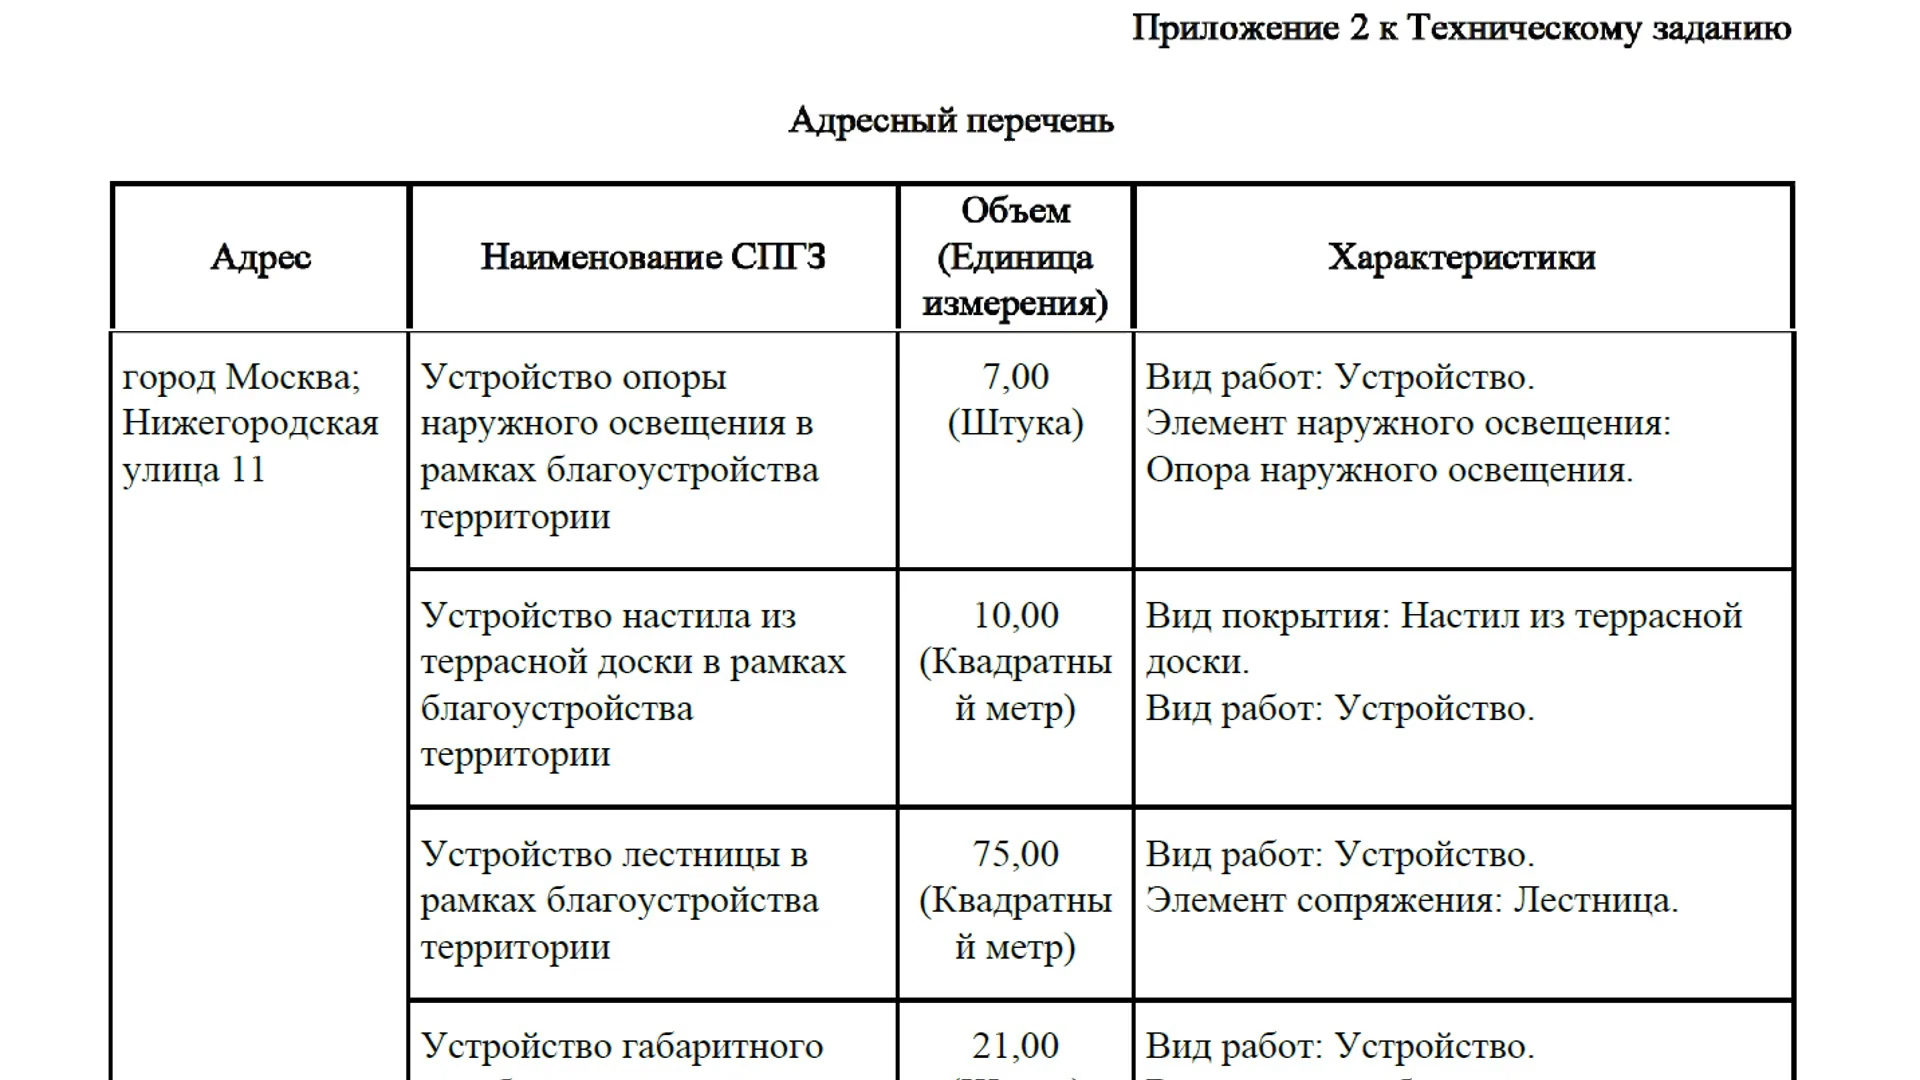 Приложение 2 к Техническому заданию
Адресный перечень
Адрес
Наименование СПГЗ
Объем
(Единица
измерения)
Характеристики
город Москва;
Нижегородская
улица 11
Устройство опоры
наружного освещения в
рамках благоустройства
территории
7,00
(Штука)
Вид работ: Устройство.
Элемент наружного освещения:
Опора наружного освещения.
Устройство настила из
террасной доски в рамках
благоустройства
территории
10,00
(Квадратны
й метр)
Вид покрытия: Настил из террасной
доски.
Вид работ: Устройство.
Устройство лестницы в
рамках благоустройства
территории
75,00
(Квадратны
й метр)
Вид работ: Устройство.
Элемент сопряжения: Лестница.
Устройство габаритного
21,00
Вид работ: Устройство.